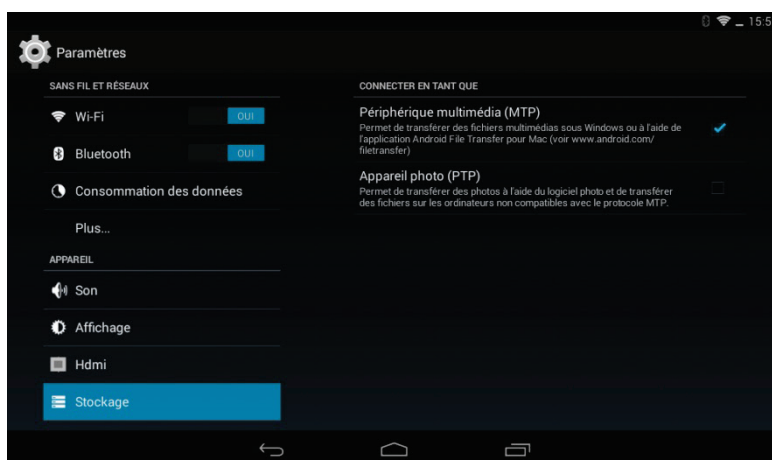 15:5
Paramètres
SANS FIL ET RÉSEAUX
Wi-Fi
OUI
Bluetooth
OUI
Consommation des données
Plus...
APPAREIL
Son
Affichage
Hdmi
Stockage
CONNECTER EN TANT QUE
Périphérique multimédia (MTP)
Permet de transférer des fichiers multimédias sous Windows ou à l'aide de
l'application Android File Transfer pour Mac (voir www.android.com/
filetransfer)
Appareil photo (PTP)
Permet de transférer des photos à l'aide du logiciel photo et de transférer
des fichiers sur les ordinateurs non compatibles avec le protocole MTP.